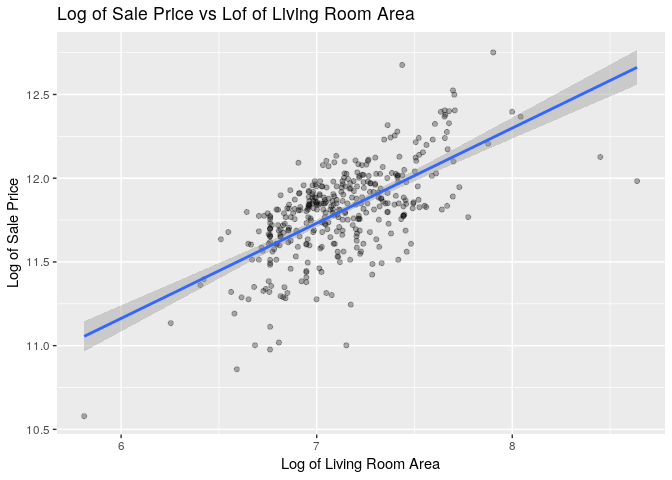 Log of Sale Price vs Lof of Living Room Area
Log of Sale Price
12.5
12.0
11.5
11.0
10.5
6 7 8
Log of Living Room Area